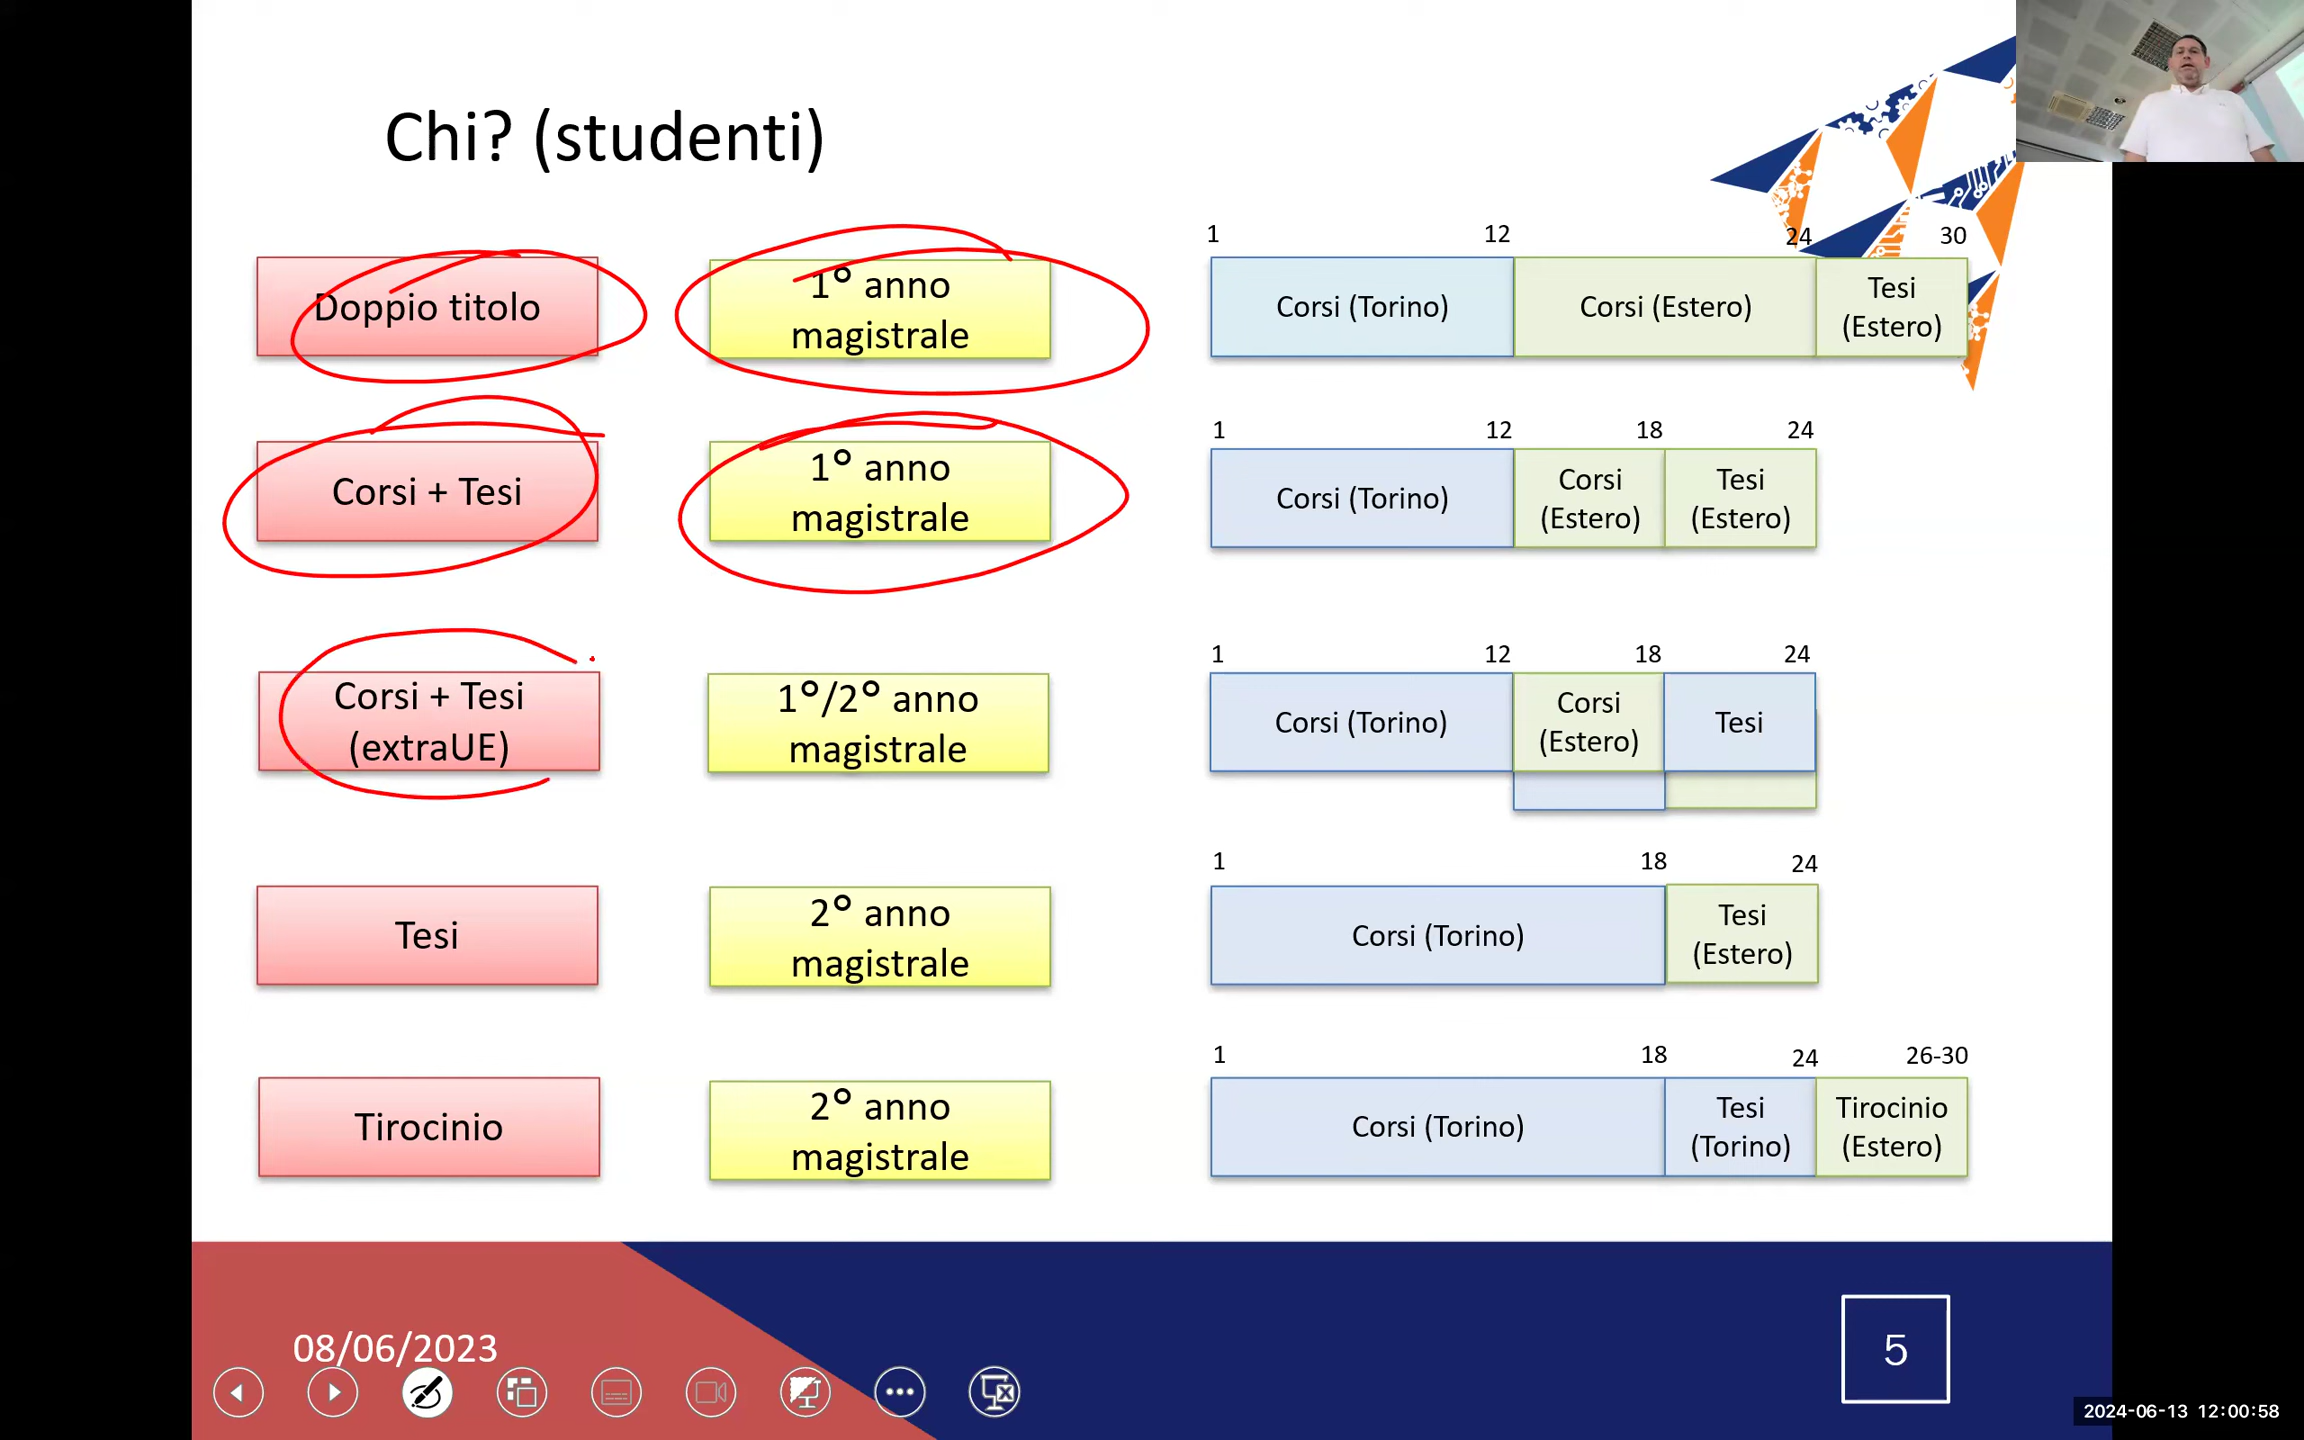 Chi? (studenti)
1 12 24 30
Doppio titolo
1° anno
magistrale
Corsi (Torino)
Corsi (Estero)
Tesi
(Estero)
1 12 18 24
Corsi + Tesi
1° anno
magistrale
Corsi (Torino)
Corsi
(Estero)
Tesi
(Estero)
1 12 18 24
Corsi + Tesi
(extraUE)
1°/2° anno
magistrale
Corsi (Torino)
Corsi
(Estero)
Tesi
1 18 24
Tesi
2° anno
magistrale
Corsi (Torino)
Tesi
(Estero)
1 18 24 26-30
Tirocinio
2° anno
magistrale
Corsi (Torino)
Tesi
(Torino)
Tirocinio
(Estero)
08/06/2023
5
2024-06-13 12:00:58